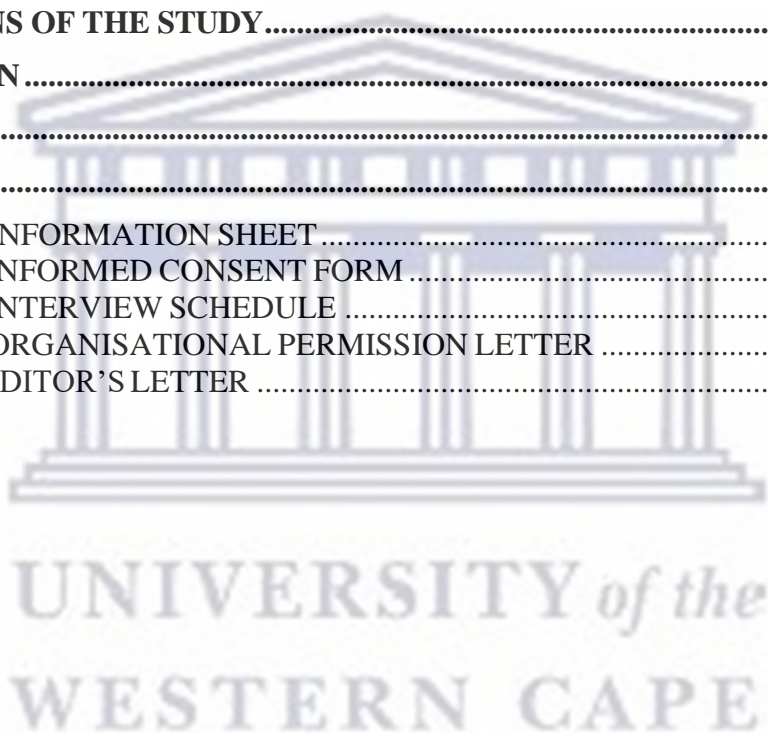 NS OF THE STUDY..........................................................................
N..........................................................................................................
..............................................................................................................
..............................................................................................................
NFORMATION SHEET................................................................
NFORMED CONSENT FORM...................................................
NTERVIEW SCHEDULE.............................................................
ORGANISATIONAL PERMISSION LETTER.........................
DITOR'S LETTER..........................................................................
UNIVERSITY of the
WESTERN CAPE